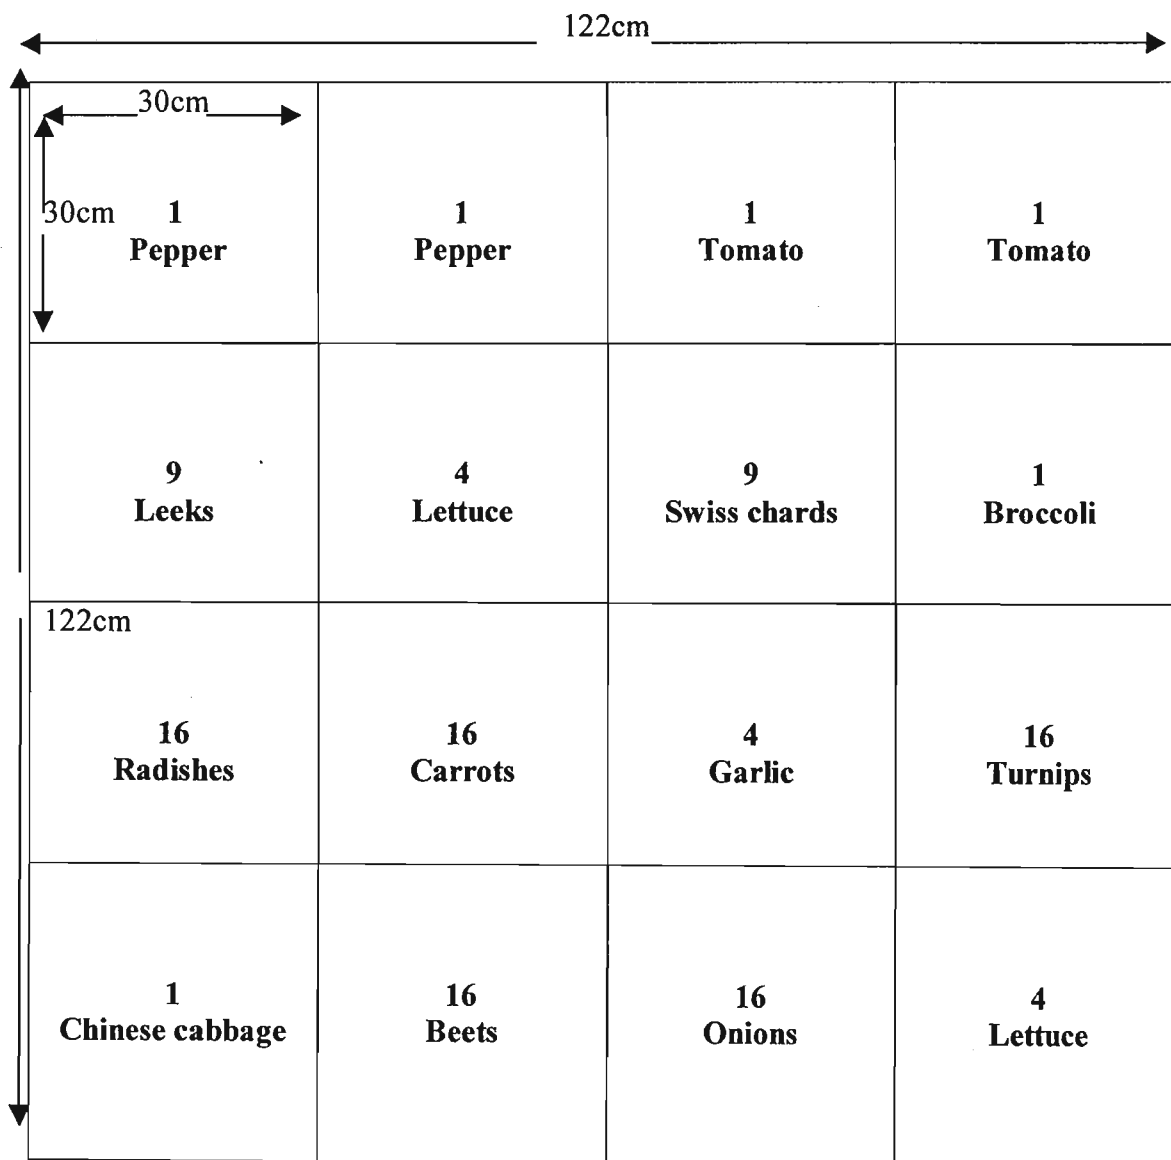 122cm
30cm
30cm
1
Pepper
1
Pepper
1
Tomato
1
Tomato
9
Leeks
4
Lettuce
9
Swiss chards
1
Broccoli
122cm
16
Radishes
16
Carrots
4
Garlic
16
Turnips
1
Chinese cabbage
16
Beets
16
Onions
4
Lettuce